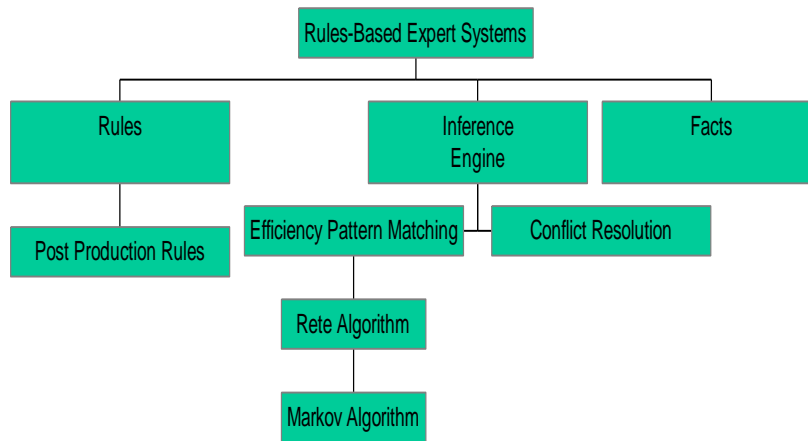 Rules-Based Expert Systems
Rules
Inference
Engine
Facts
Efficiency Pattern Matching
Conflict Resolution
Post Production Rules
Rete Algorithm
Markov Algorithm